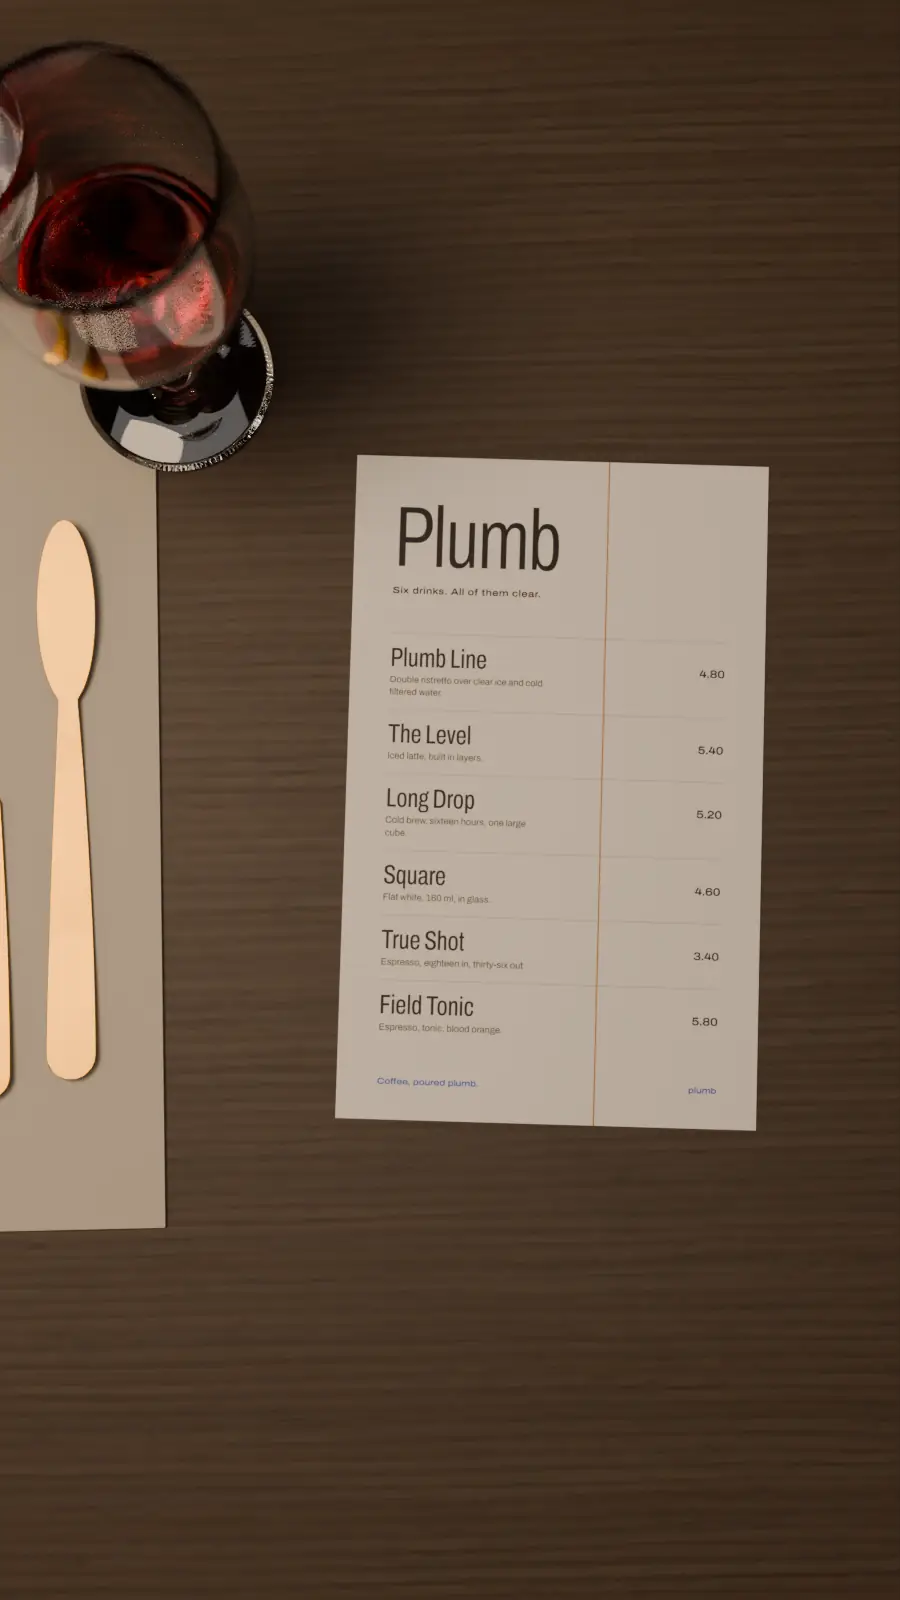 Plumb
Six drinks. All of them clear.
Plumb Line
4.80
Double ristretto over clear ice and cold
filtered water.
The Level
5.40
Iced latte, built in layers.
Long Drop
5.20
Cold brew, sixteen hours, one large
cube.
Square
4.60
Flat white, 160 ml, in glass.
True Shot
3.40
Espresso, eighteen in, thirty-six out
Field Tonic
5.80
Espresso, tonic, blood orange.
Coffee, poured plumb.
plumb